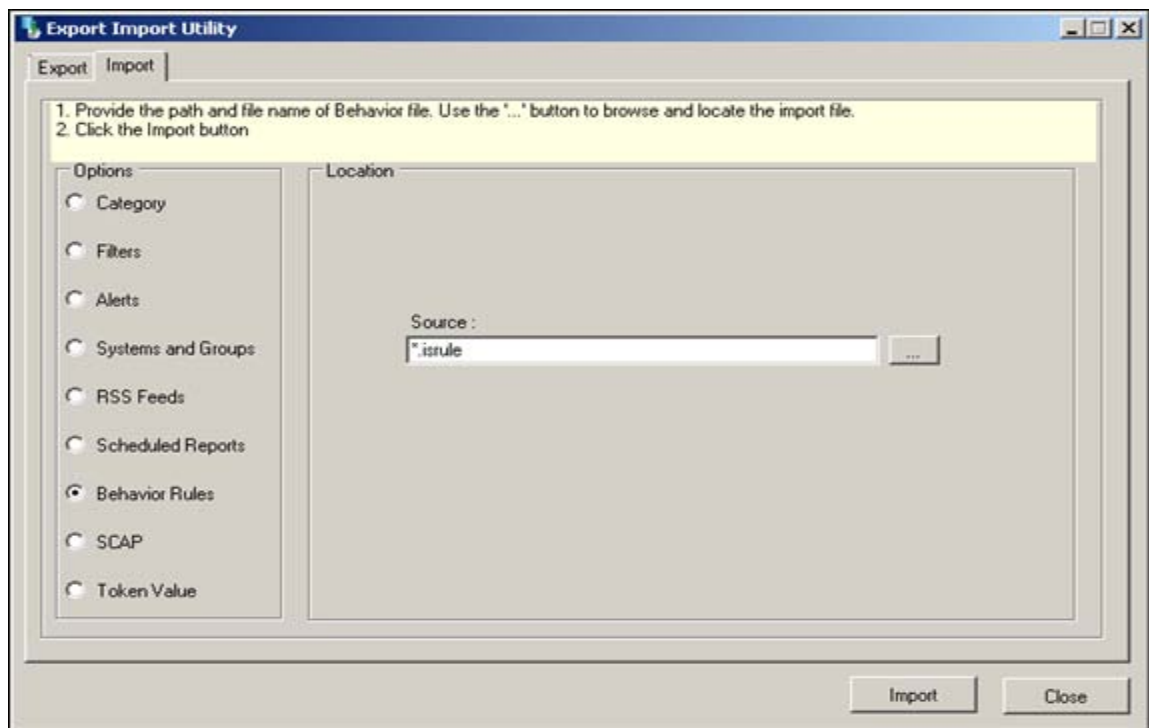 Export Import Utility
Export Import
1. Provide the path and file name of Behavior file. Use the '...' button to browse and locate the import file.
2. Click the Import button
Options
Location
Category
Filters
Alerts
Systems and Groups
RSS Feeds
Scheduled Reports
Behavior Rules
SCAP
Token Value
Source :
*.isrule
...
Import
Close